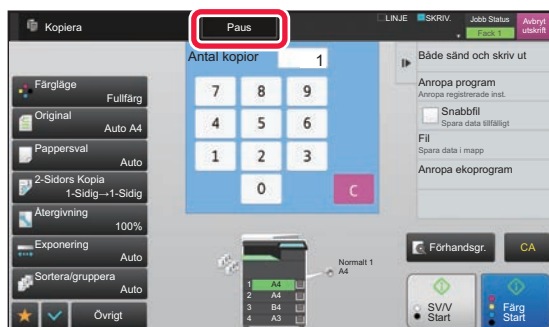 Kopiera
Paus
LINJE
SKRIV.
Jobb Status
Fack 1
Avbryt
utskrift
Antal kopior
1
7 8 9
4 5 6
1 2 3
0 C
Färgläge
Fullfärg
Original
Auto A4
Pappersval
Auto
2-Sidors Kopia
1-Sidig→1-Sidig
Återgivning
100%
Exponering
Auto
Sortera/gruppera
Auto
Övrigt
1 A4
2 A4
3 B4
4 A3
Normalt 1
A4
Både sänd och skriv ut
Anropa program
Anropa registrerade inst.
Snabbfil
Spara data tillfälligt
Fil
Spara data i mapp
Anropa ekoprogram
Förhandsgr.
CA
SV/V
Start
Färg
Start